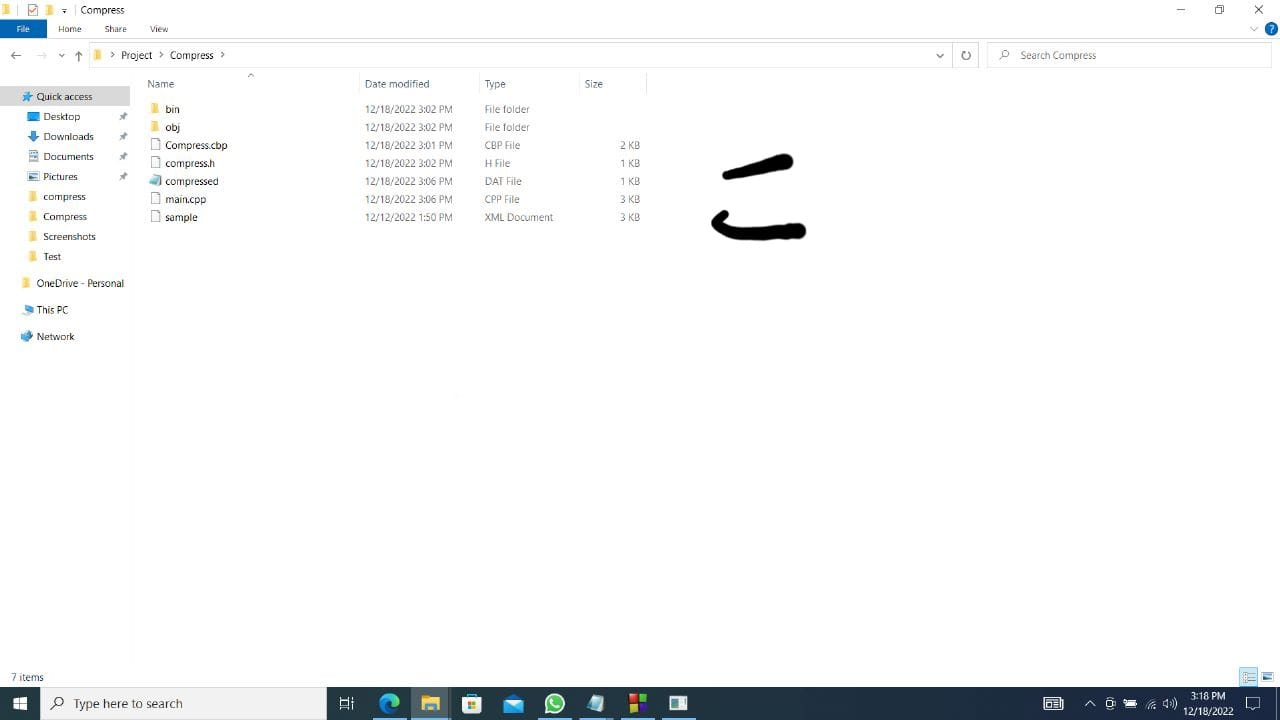 Compress
File Home Share View
Project Compress Search Compress
Name Date modified Type Size
Quick access
Desktop
Downloads
Documents
Pictures
compress
Compress
Screenshots
Test
OneDrive - Personal
This PC
Network
bin 12/18/2022 3:02 PM File folder
obj 12/18/2022 3:02 PM File folder
Compress.cbp 12/18/2022 3:01 PM CBP File 2 KB
compress.h 12/18/2022 3:02 PM H File 1 KB
compressed 12/18/2022 3:06 PM DAT File 1 KB
main.cpp 12/18/2022 3:06 PM CPP File 3 KB
sample 12/12/2022 1:50 PM XML Document 3 KB
7 items
Type here to search
3:18 PM
12/18/2022